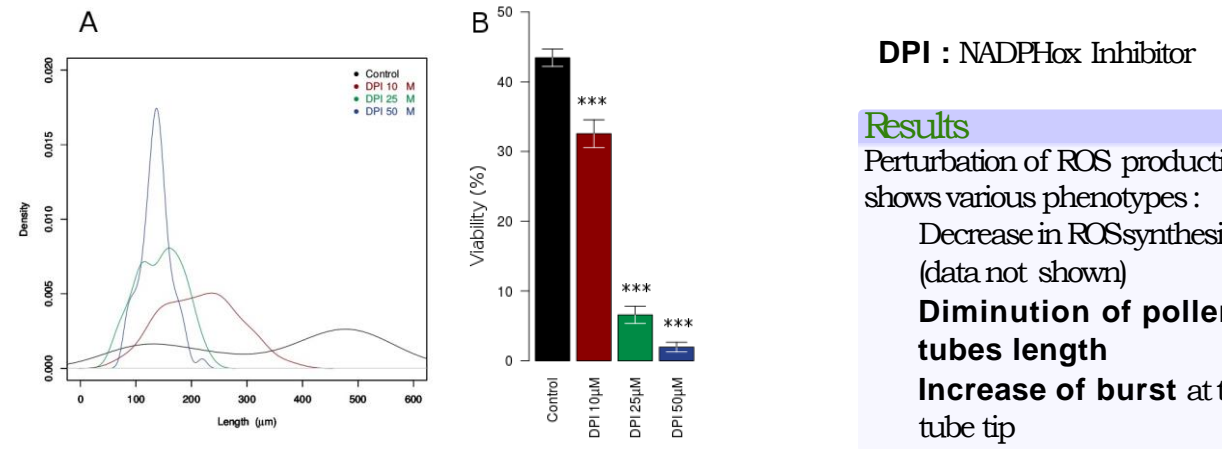 A
0.020
0.015
0.010
0.005
0.000
Density
Control
DPI 10 M
DPI 25 M
DPI 50 M
0 100 200 300 400 500 600
Length (µm)
B
50
40
30
20
10
0
Viability (%)
***
***
***
Control
DPI 10µM
DPI 25µM
DPI 50µM
DPI : NADPHox Inhibitor
Results
Perturbation of ROS producti
shows various phenotypes :
Decrease in ROS synthesi
(data not shown)
Diminution of pollen
tubes length
Increase of burst at t
tube tip